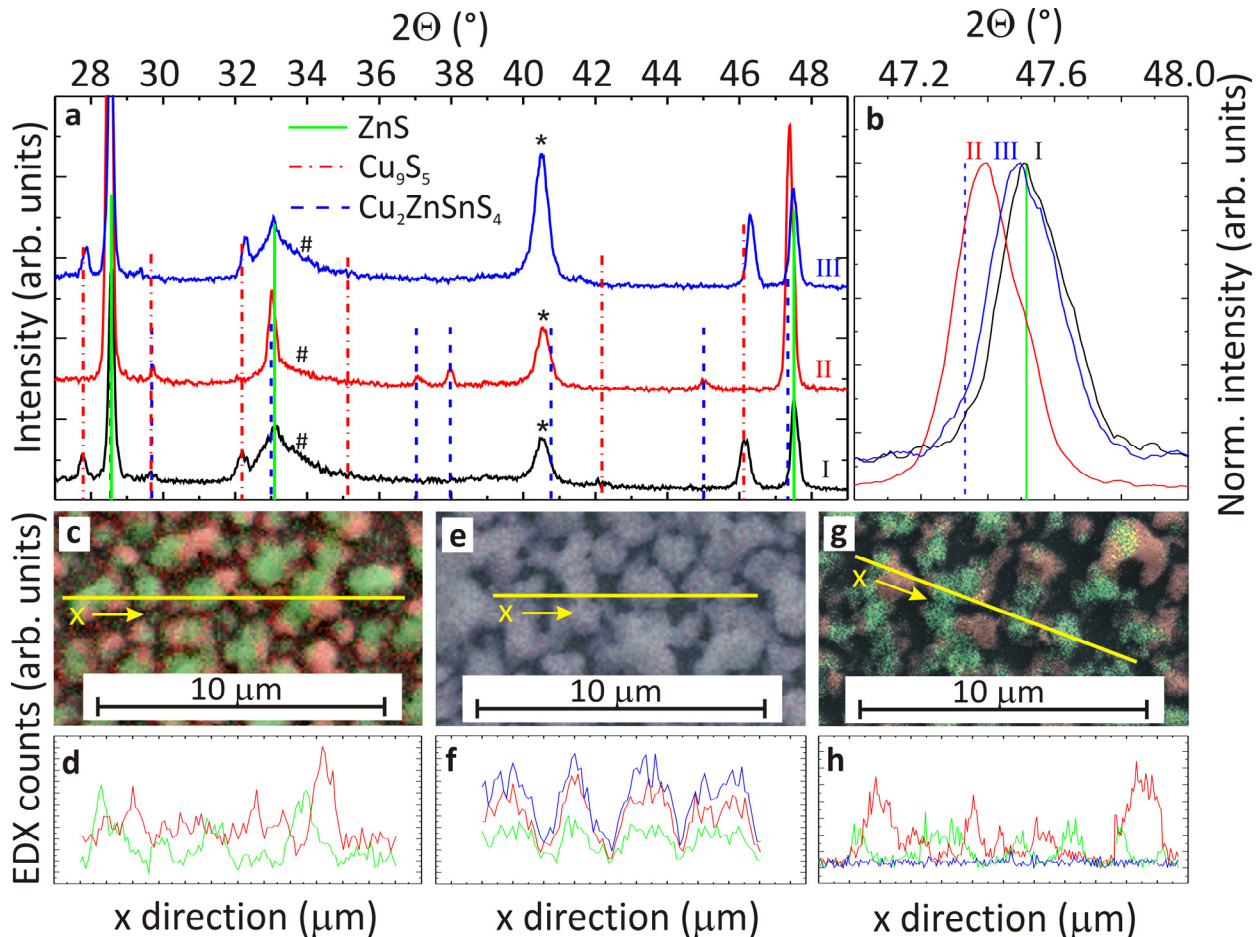 2Θ (°)
2Θ (°)
28 30 32 34 36 38 40 42 44 46 48
47.2 47.6 48.0
Intensity (arb. units)
a
ZnS
Cu₉S₅
Cu₂ZnSnS₄
*
#
III
*
#
II
*
#
I
b
II III I
Norm. intensity (arb. units)
EDX counts (arb. units)
c
x
10 µm
e
x
10 µm
g
x
10 µm
d
f
h
x direction (µm)
x direction (µm)
x direction (µm)